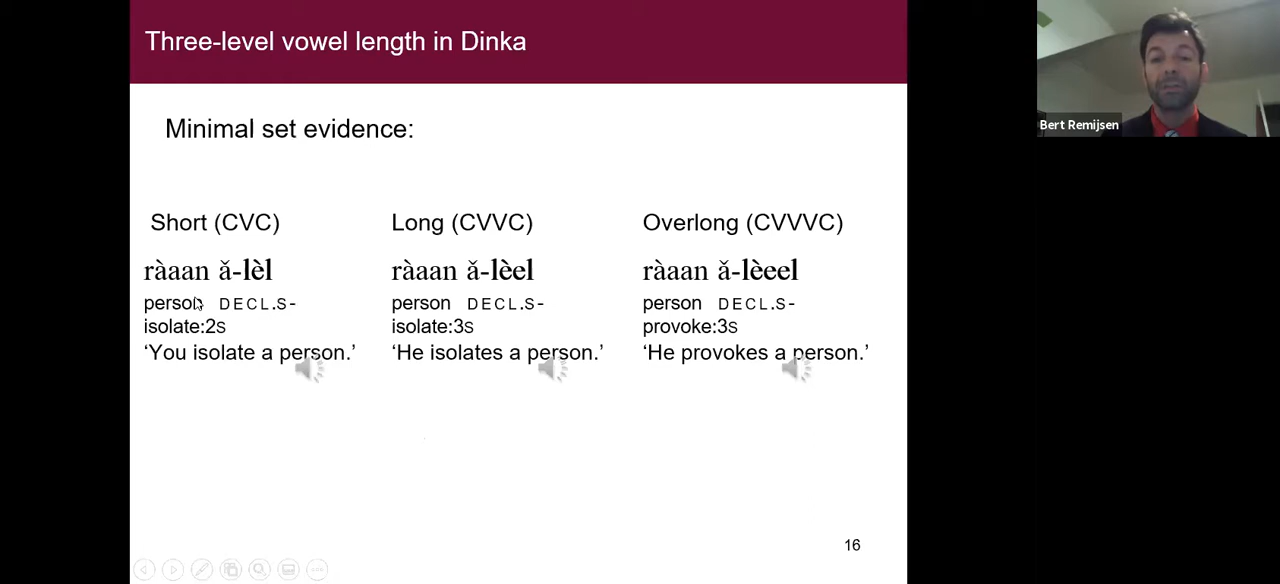 Three-level vowel length in Dinka
Bert Remijsen
Minimal set evidence:
Short (CVC)
ràaan ǎ-lèl
person DECL.S-
isolate:2S
‘You isolate a person.’
Long (CVVC)
ràaan ǎ-lèel
person DECL.S-
isolate:3S
‘He isolates a person.’
Overlong (CVVVC)
ràaan ǎ-lèeel
person DECL.S-
provoke:3S
‘He provokes a person.’
16